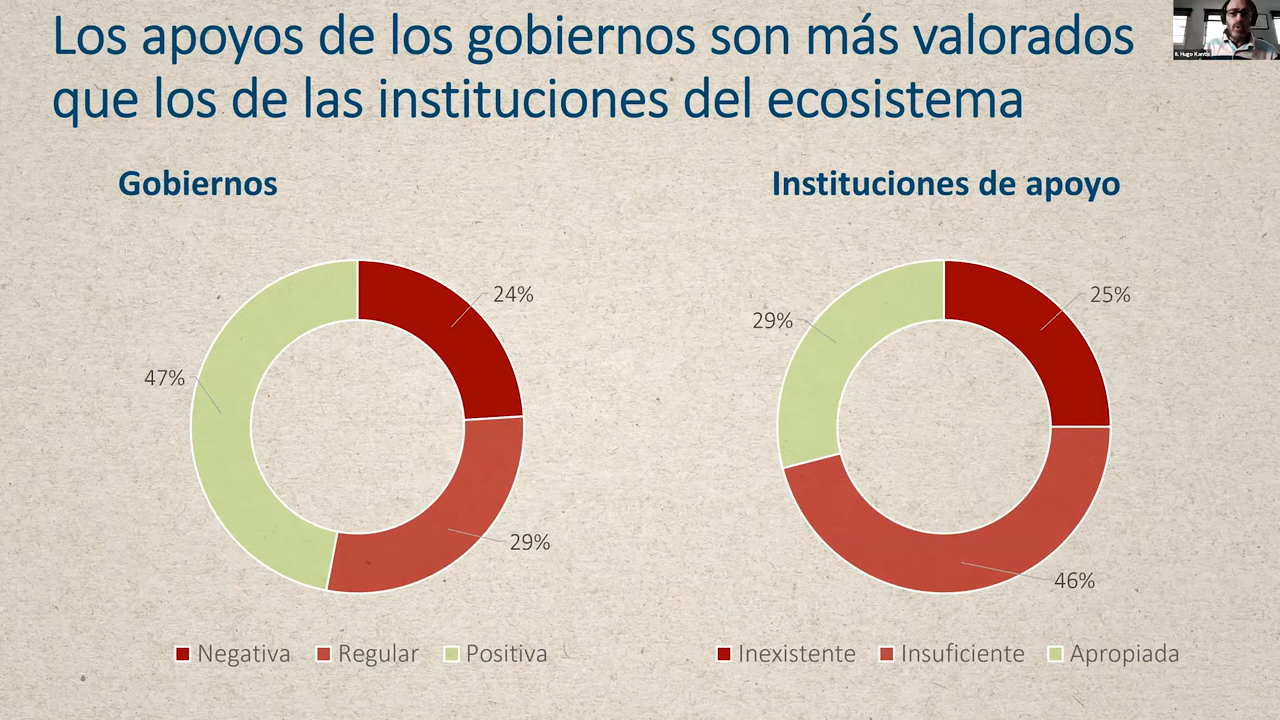 Los apoyos de los gobiernos son más valorados
que los de las instituciones del ecosistema
Gobiernos
Instituciones de apoyo
24%
47%
29%
25%
29%
46%
Negativa Regular Positiva
Inexistente Insuficiente Apropiada